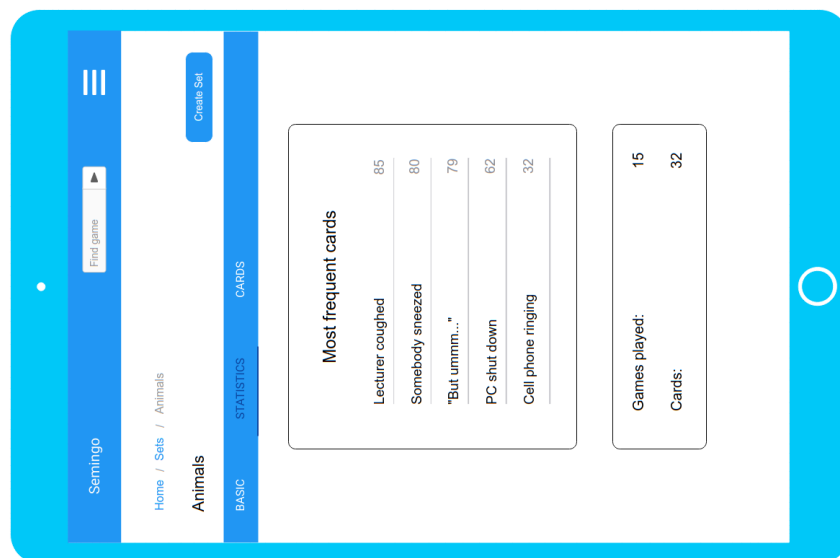 Semingo
Find game
Home / Sets / Animals
Animals
Create Set
BASIC STATISTICS CARDS
Most frequent cards
Lecturer coughed 85
Somebody sneezed 80
"But ummm..." 79
PC shut down 62
Cell phone ringing 32
Games played: 15
Cards: 32